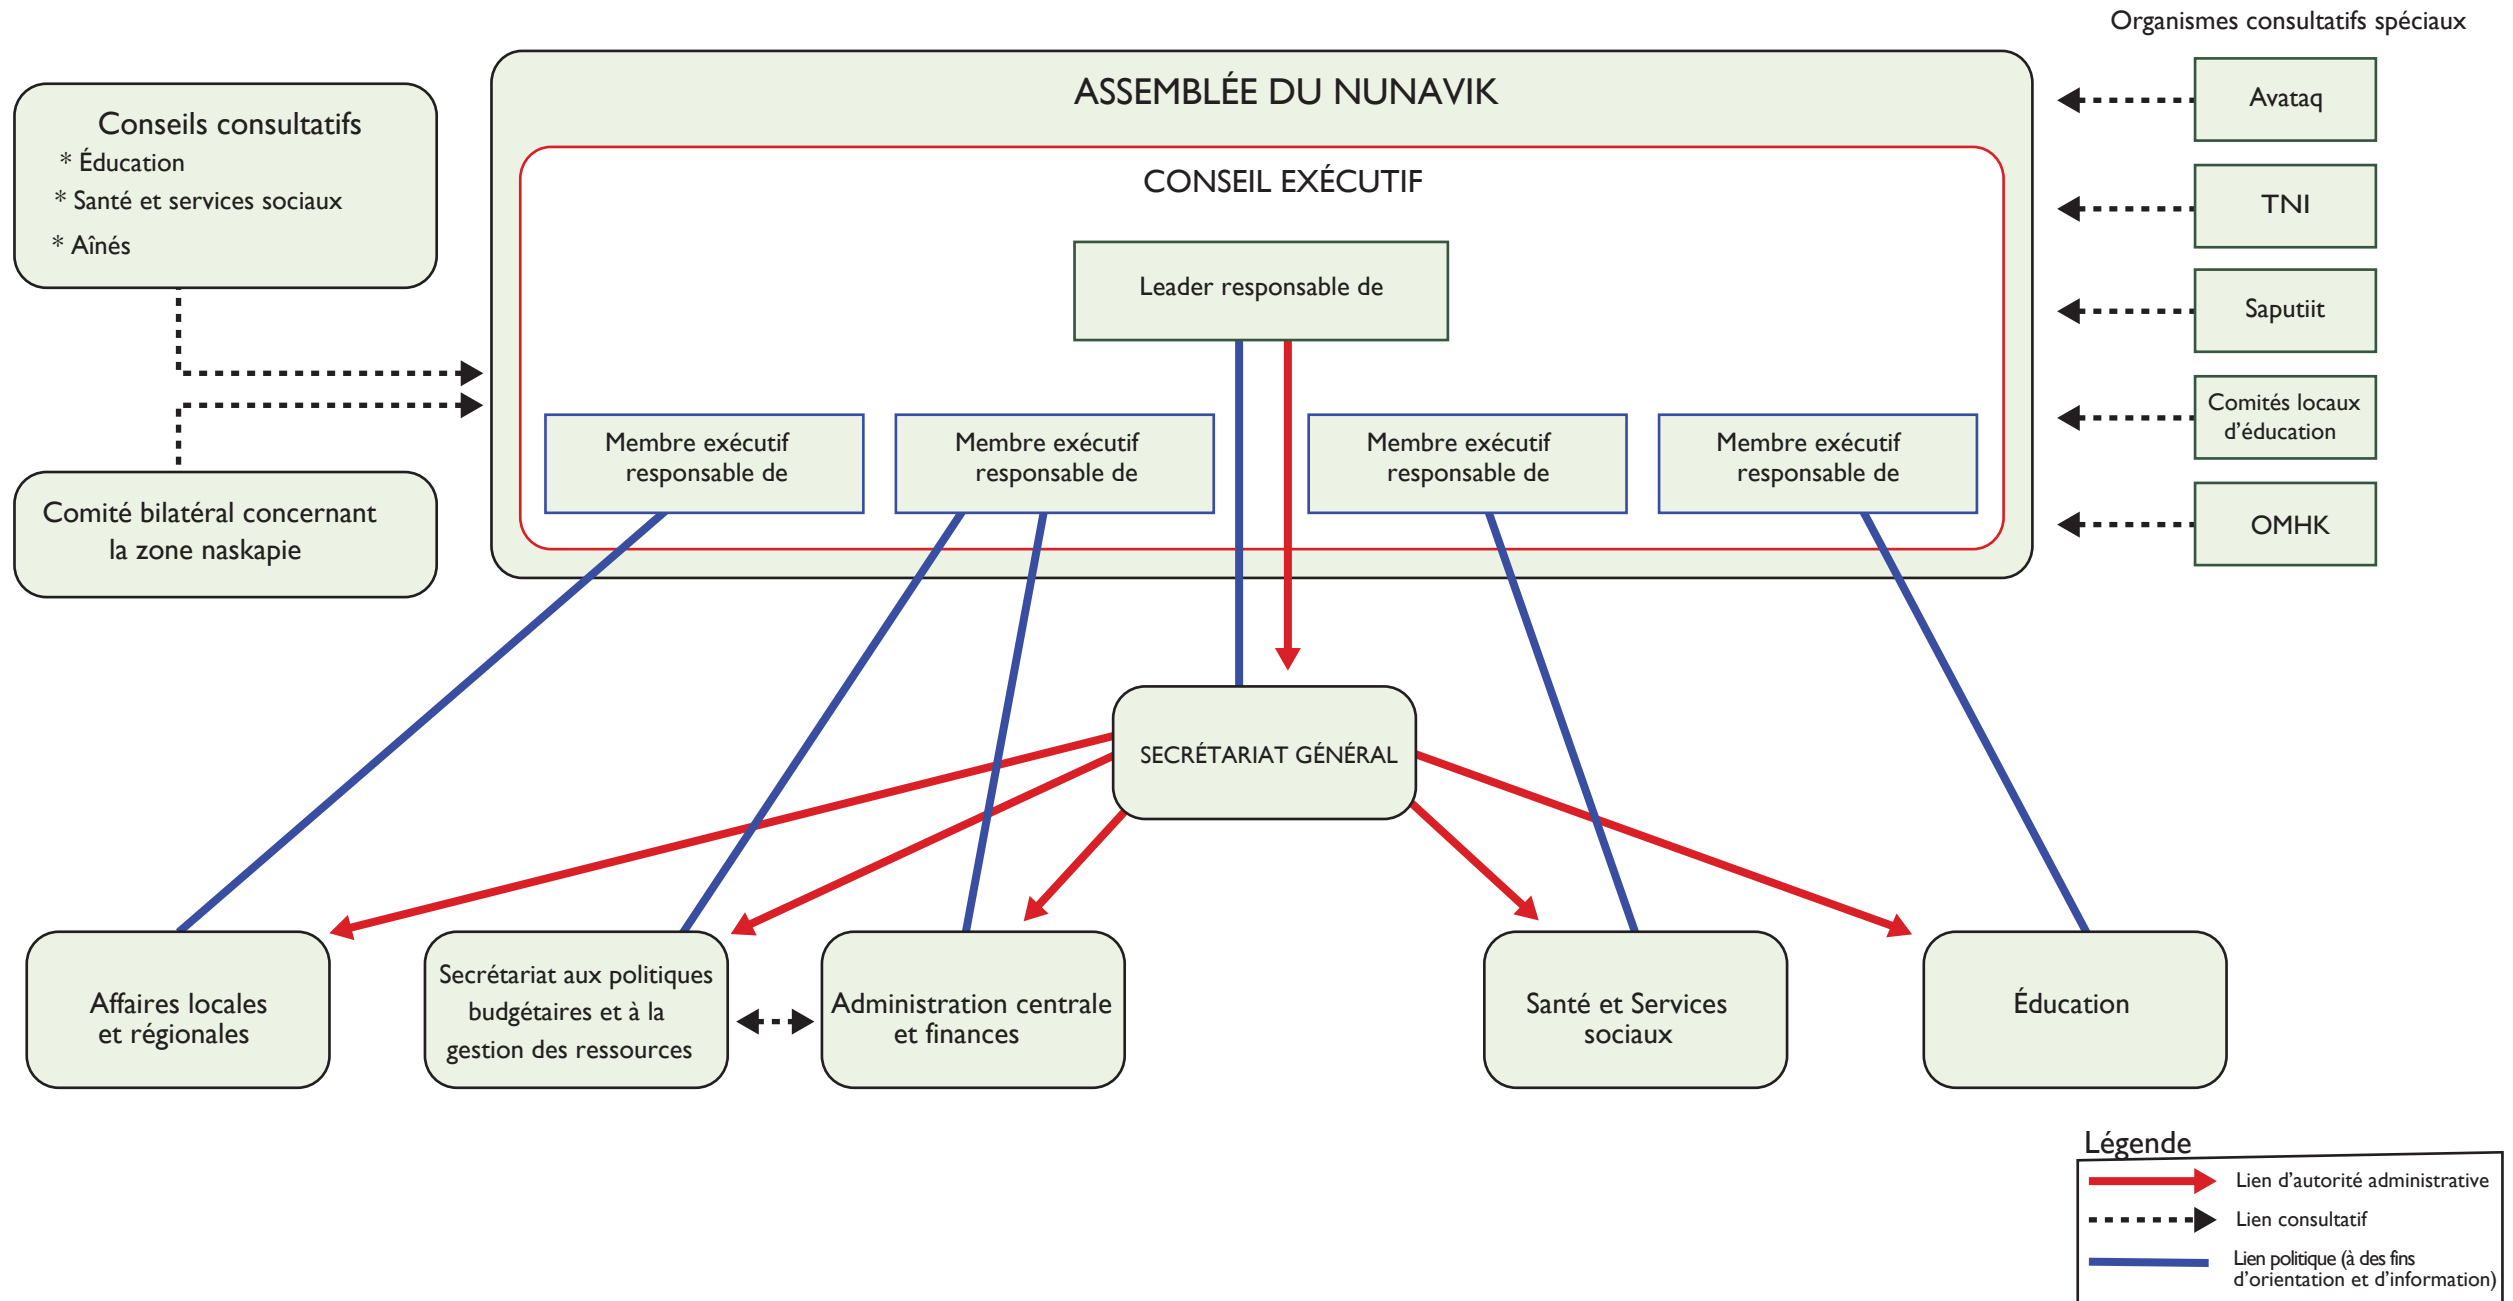 Organismes consultatifs spéciaux
ASSEMBLÉE DU NUNAVIK
Conseils consultatifs
* Éducation
* Santé et services sociaux
* Aînés
CONSEIL EXÉCUTIF
Leader responsable de
Membre exécutif
responsable de
Membre exécutif
responsable de
Membre exécutif
responsable de
Membre exécutif
responsable de
Comité bilatéral concernant
la zone naskapie
Avataq
TNI
Saputiit
Comités locaux
d'éducation
OMHK
SECRÉTARIAT GÉNÉRAL
Affaires locales
et régionales
Secrétariat aux politiques
budgétaires et à la
gestion des ressources
Administration centrale
et finances
Santé et Services
sociaux
Éducation
Légende
Lien d'autorité administrative
Lien consultatif
Lien politique (à des fins
d'orientation et d'information)